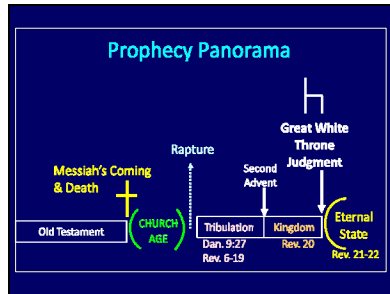 Prophecy Panorama
Great White
Throne
Judgment
Rapture
Second
Advent
Messiah's Coming
& Death
Old Testament
(CHURCH
AGE)
Tribulation
Kingdom
Eternal
State
Dan. 9:27
Rev. 6-19
Rev. 20
Rev. 21-22